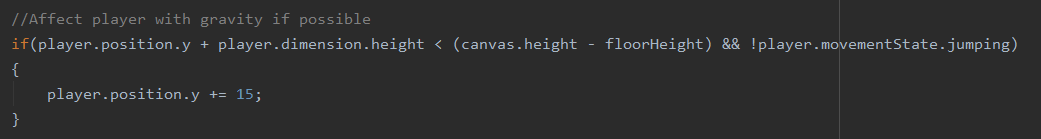 //Affect player with gravity if possible
if(player.position.y + player.dimension.height < (canvas.height - floorHeight) && !player.movementState.jumping)
{
    player.position.y += 15;
}